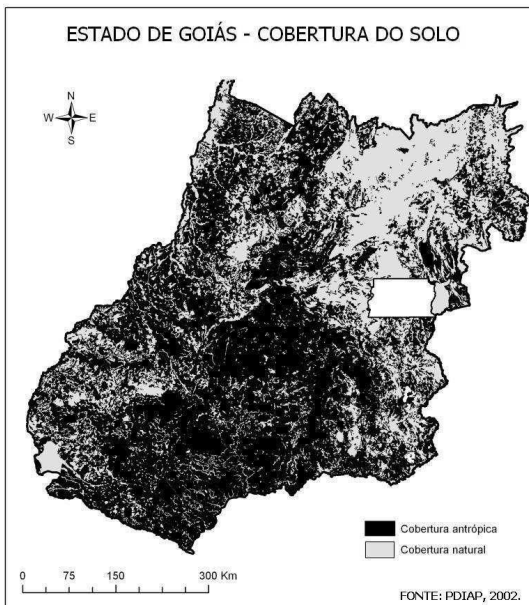 ESTADO DE GOIÁS - COBERTURA DO SOLO
N
W E
S
Cobertura antrópica
Cobertura natural
0 75 150 300 Km
FONTE: PDIAP, 2002.